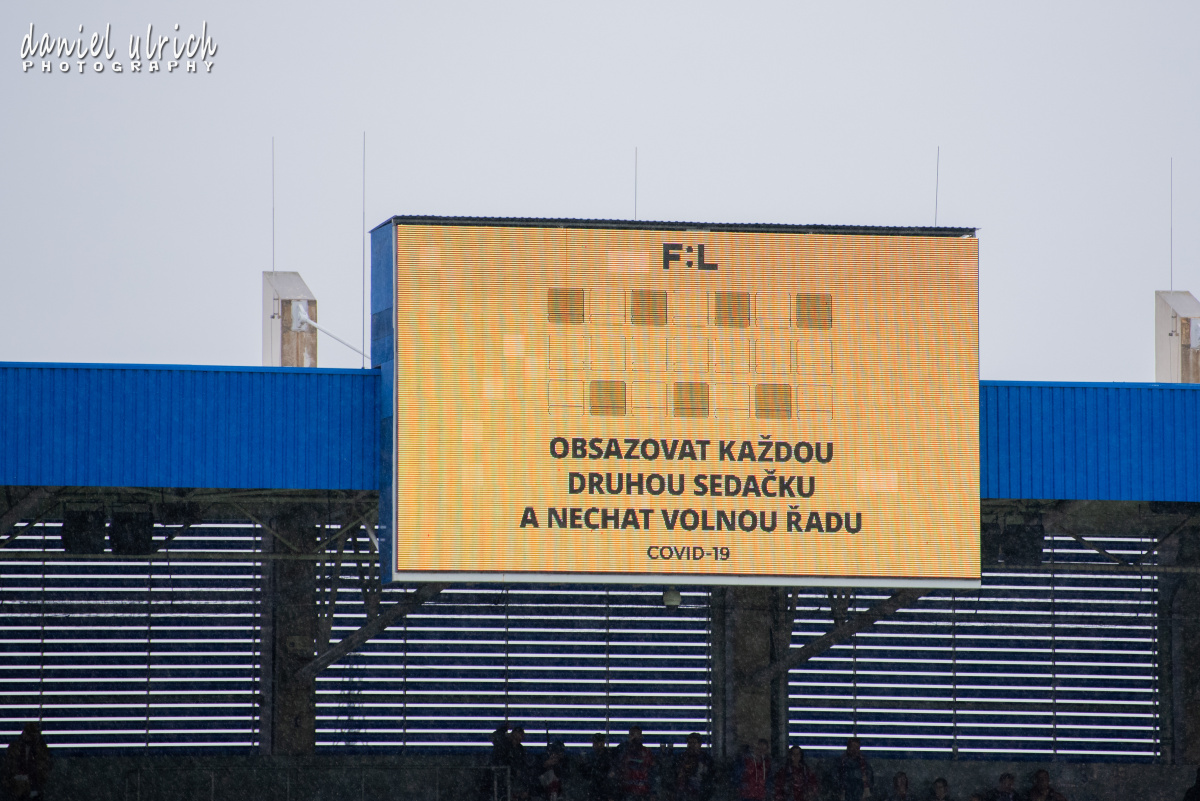 daniel ulrich
PHOTOGRAPHY
F:L
OBSAZOVAT KAŽDOU
DRUHOU SEDAČKU
A NECHAT VOLNOU ŘADU
COVID-19